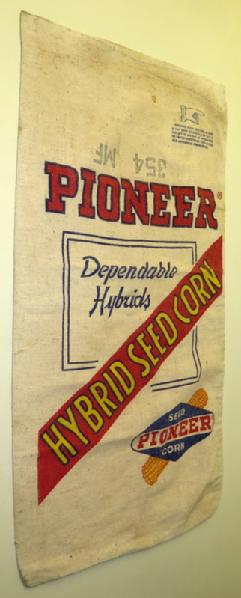 354 MF
PIONEER®
Dependable
Hybrids
HYBRID SEED CORN
SEED
PIONEER
CORN